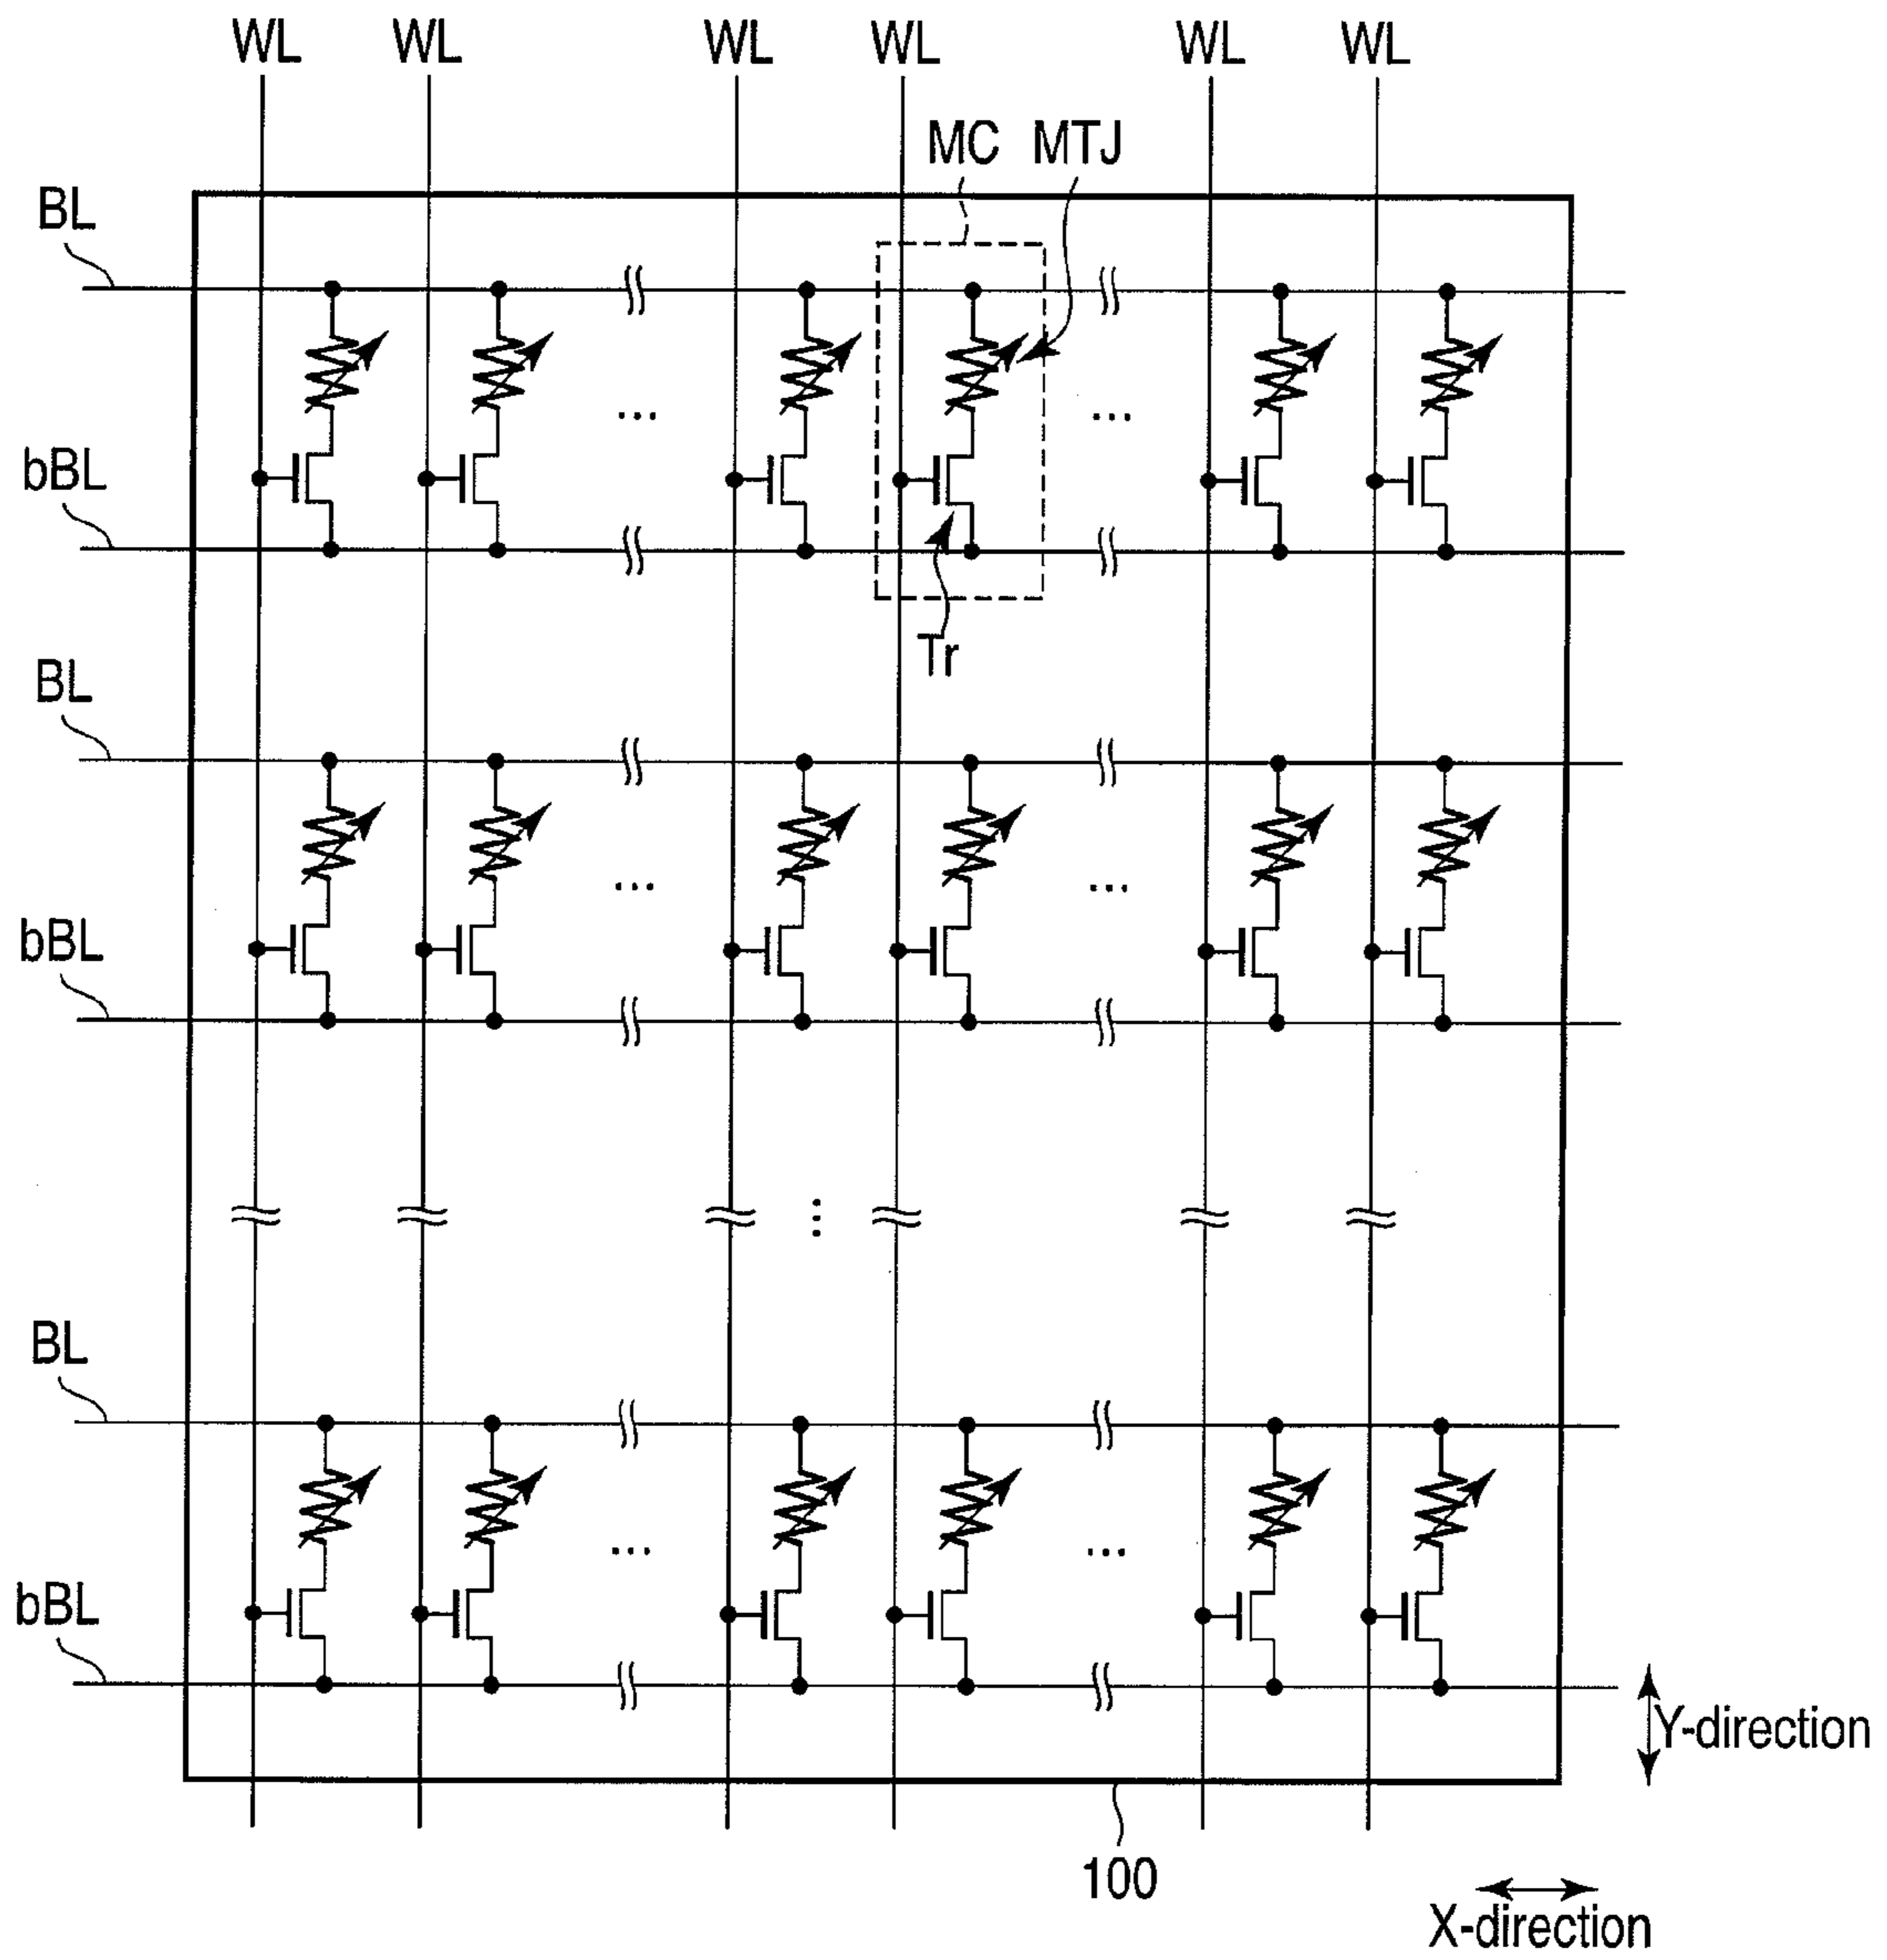 WL WL WL WL WL WL
MC MTJ
BL
bBL
Tr
BL
bBL
BL
bBL
Y-direction
100
X-direction